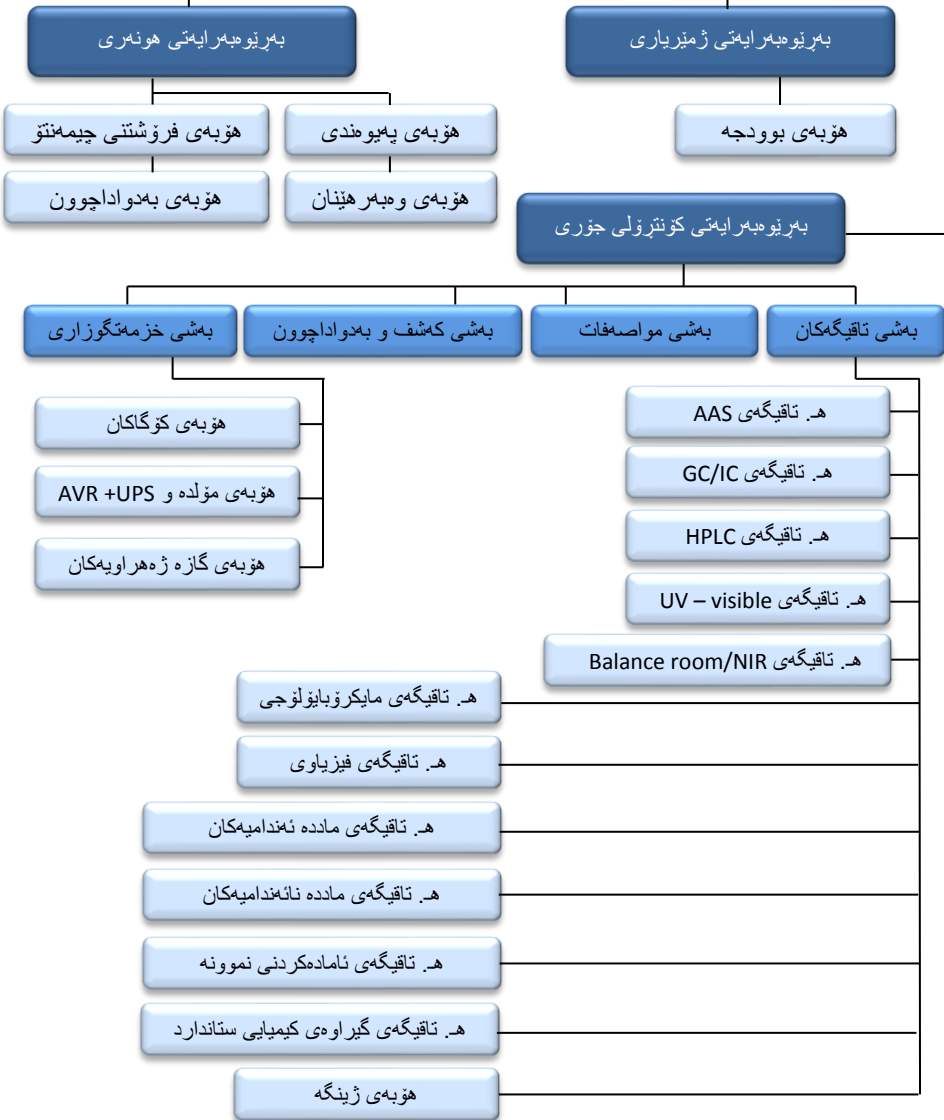 بەڕێوەبەرایەتی ژمێریاری
هۆبەی بوودجە
بەڕێوەبەرایەتی هونەری
هۆبەی پەیوەندی
هۆبەی فرۆشتنی چیمەنتۆ
هۆبەی وەبەرهێنان
هۆبەی بەدواداچوون
بەڕێوەبەرایەتی کۆنتڕۆلی جۆری
بەشی تاقیگەکان
بەشی مواصەفات
بەشی کەشف و بەدواداچوون
بەشی خزمەتگوزاری
هـ. تاقیگەی AAS
هـ. تاقیگەی GC/IC
هـ. تاقیگەی HPLC
هـ. تاقیگەی UV – visible
هـ. تاقیگەی Balance room/NIR
هـ. تاقیگەی مایکرۆبایۆلۆجی
هـ. تاقیگەی فیزیاوی
هـ. تاقیگەی ماددە ئەندامیەکان
هـ. تاقیگەی ماددە نائەندامیەکان
هـ. تاقیگەی ئامادەکردنی نموونە
هـ. تاقیگەی گیراوەی کیمیایی ستاندارد
هۆبەی ژینگە
هۆبەی کۆگاکان
هۆبەی مۆلدە و AVR +UPS
هۆبەی گازە ژەهراویەکان